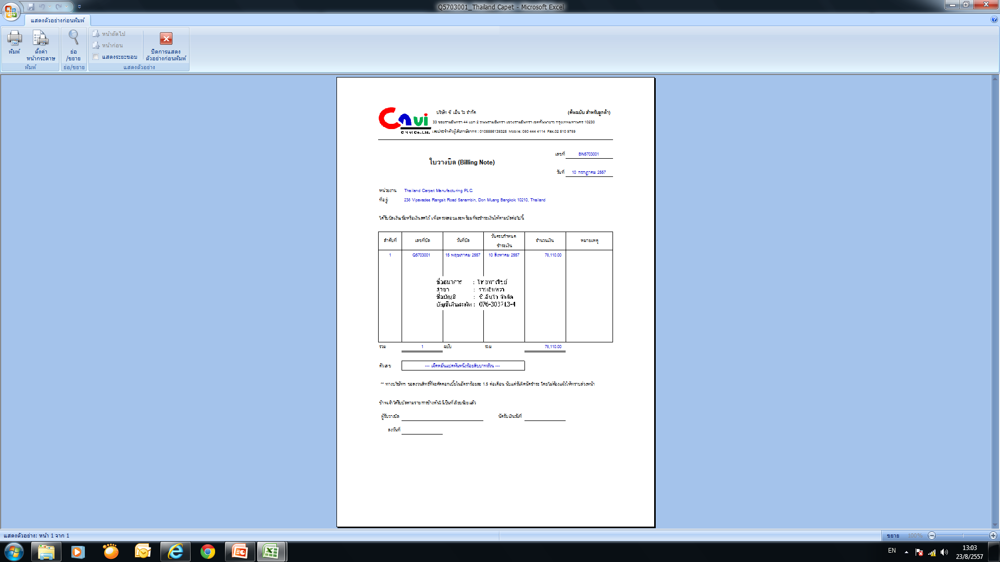 Q5703001_Thailand Capet - Microsoft Excel
แสดงตัวอย่างก่อนพิมพ์
พิมพ์
ตั้งค่า
หน้ากระดาษ
ย่อ
/ขยาย
หน้าถัดไป
หน้าก่อน
แสดงระยะขอบ
ปิดการแสดง
ตัวอย่างก่อนพิมพ์
พิมพ์ ย่อ/ขยาย แสดงตัวอย่าง
Cnvi
C N vi Co.,Ltd.
บริษัท ซี เอ็น ไว จำกัด (ต้นฉบับ สำหรับลูกค้า)
33 ซอยรามอินทรา 44 แยก 2 ถนนรามอินทรา แขวงรามอินทรา เขตคันนายาว กรุงเทพมหานคร 10230
เลขประจำตัวผู้เสียภาษีอากร : 0105556139325 Mobile: 080 444 4114 Fax.02 510 9789
เลขที่ BN5703001
ใบวางบิล (Billing Note)
วันที่ 10 กรกฎาคม 2557
หน่วยงาน Thailand Carpet Manufacturing PLC.
ที่อยู่ 238 Vipavadee Rangsit Road Sanambin, Don Muang Bangkok 10210, Thailand
ได้รับบิลเงินเชื่อหรือเงินสดไว้ เพื่อตรวจสอบและพร้อมที่จะชำระเงินให้ตามบิลต่อไปนี้
ลำดับที่ เลขที่บิล วันที่บิล วันครบกำหนด ชำระเงิน จำนวนเงิน หมายเหตุ
1 Q5703001 15 พฤษภาคม 2557 10 สิงหาคม 2557 78,110.00
ชื่อธนาคาร : ไทยพาณิชย์
สาขา : รามอินทรา
ชื่อบัญชี : ซี.เอ็น.ไว จำกัด
บัญชีเดินสะพัด : 076-303713-4
รวม 1 ฉบับ รวม 78,110.00
ตัวเลข --- เจ็ดหมื่นแปดพันหนึ่งร้อยสิบบาทถ้วน ---
** ทางบริษัทฯ ขอสงวนสิทธิ์ที่จะคิดดอกเบี้ยในอัตราร้อยละ 1.5 ต่อเดือน นับแต่วันผิดนัดชำระ โดยไม่ต้องแจ้งให้ทราบล่วงหน้า
ข้าพเจ้าได้รับบิลตามรายการข้างต้นไว้เป็นที่เรียบร้อยแล้ว
ผู้รับวางบิล นัดรับเงินวันที่
ลงวันที่
แสดงตัวอย่าง: หน้า 1 จาก 1
ขยาย 100%
EN
13:03
23/8/2557